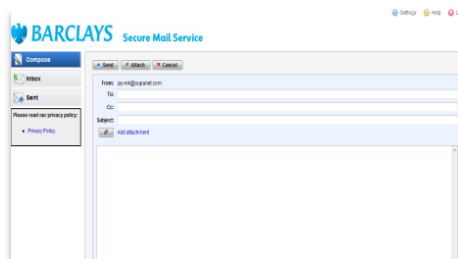 Settings Help
BARCLAYS Secure Mail Service
Compose
Inbox
Sent
Please read our privacy policy:
Privacy Policy
Send Attach Cancel
From:
To:
Cc:
Subject:
Add attachment